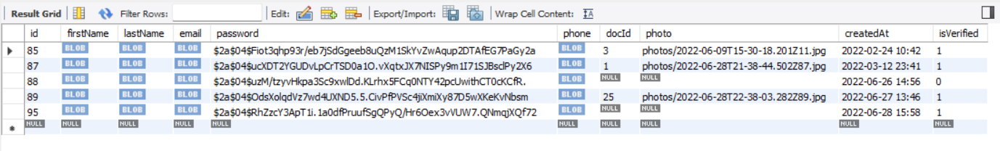 Result Grid Filter Rows: Edit: Export/Import: Wrap Cell Content: IA
id firstName lastName email password phone docId photo createdAt isVerified
85 BLOB BLOB BLOB $2a$04$Fiot3qhp93r/eb7jSdGgeeb8uQzM1SkYvZwAqup2DTAfEG7PaGy2a BLOB 3 photos/2022-06-09T15-30-18.201Z11.jpg 2022-02-24 10:42 1
87 BLOB BLOB BLOB $2a$04$ucXDT2YGUDvLpCrTSD0a1O.vXqtxJX7NISPy9m1I71SJBsclPy2X6 BLOB 1 photos/2022-06-28T21-38-44.502Z87.jpg 2022-03-12 23:41 1
88 BLOB BLOB BLOB $2a$04$uzM/tzyvHkpa3Sc9xwlDd.KLrhx5FCq0NTY42pcUwithCT0cKCfR. BLOB NULL NULL 2022-06-26 14:56 0
89 BLOB BLOB BLOB $2a$04$OdsXolqdVz7wd4UXND5.5.CivPfPVSc4jiXmiXy87D5wXKeKvNbsm BLOB 25 photos/2022-06-28T22-38-03.282Z89.jpg 2022-06-27 13:46 1
95 BLOB BLOB BLOB $2a$04$RhZzcY3ApT1i.1a0dfPruufSgQPyQ/Hr6Oex3vVUW7.QNmqjXQf72 BLOB NULL NULL 2022-06-28 15:58 1
NULL NULL NULL NULL NULL NULL NULL NULL NULL NULL